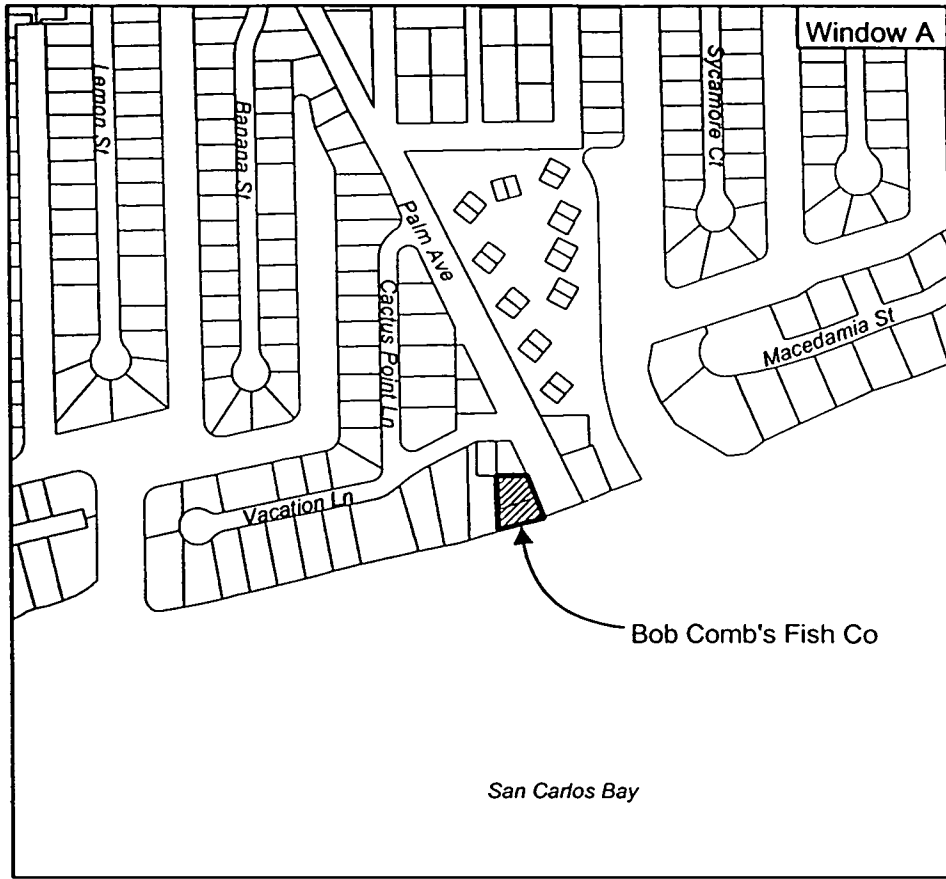 Window A
Lemon St
Banana St
Sycamore Ct
Palm Ave
Cactus Point Ln
Macedamia St
Vacation Ln
Bob Comb's Fish Co
San Carlos Bay